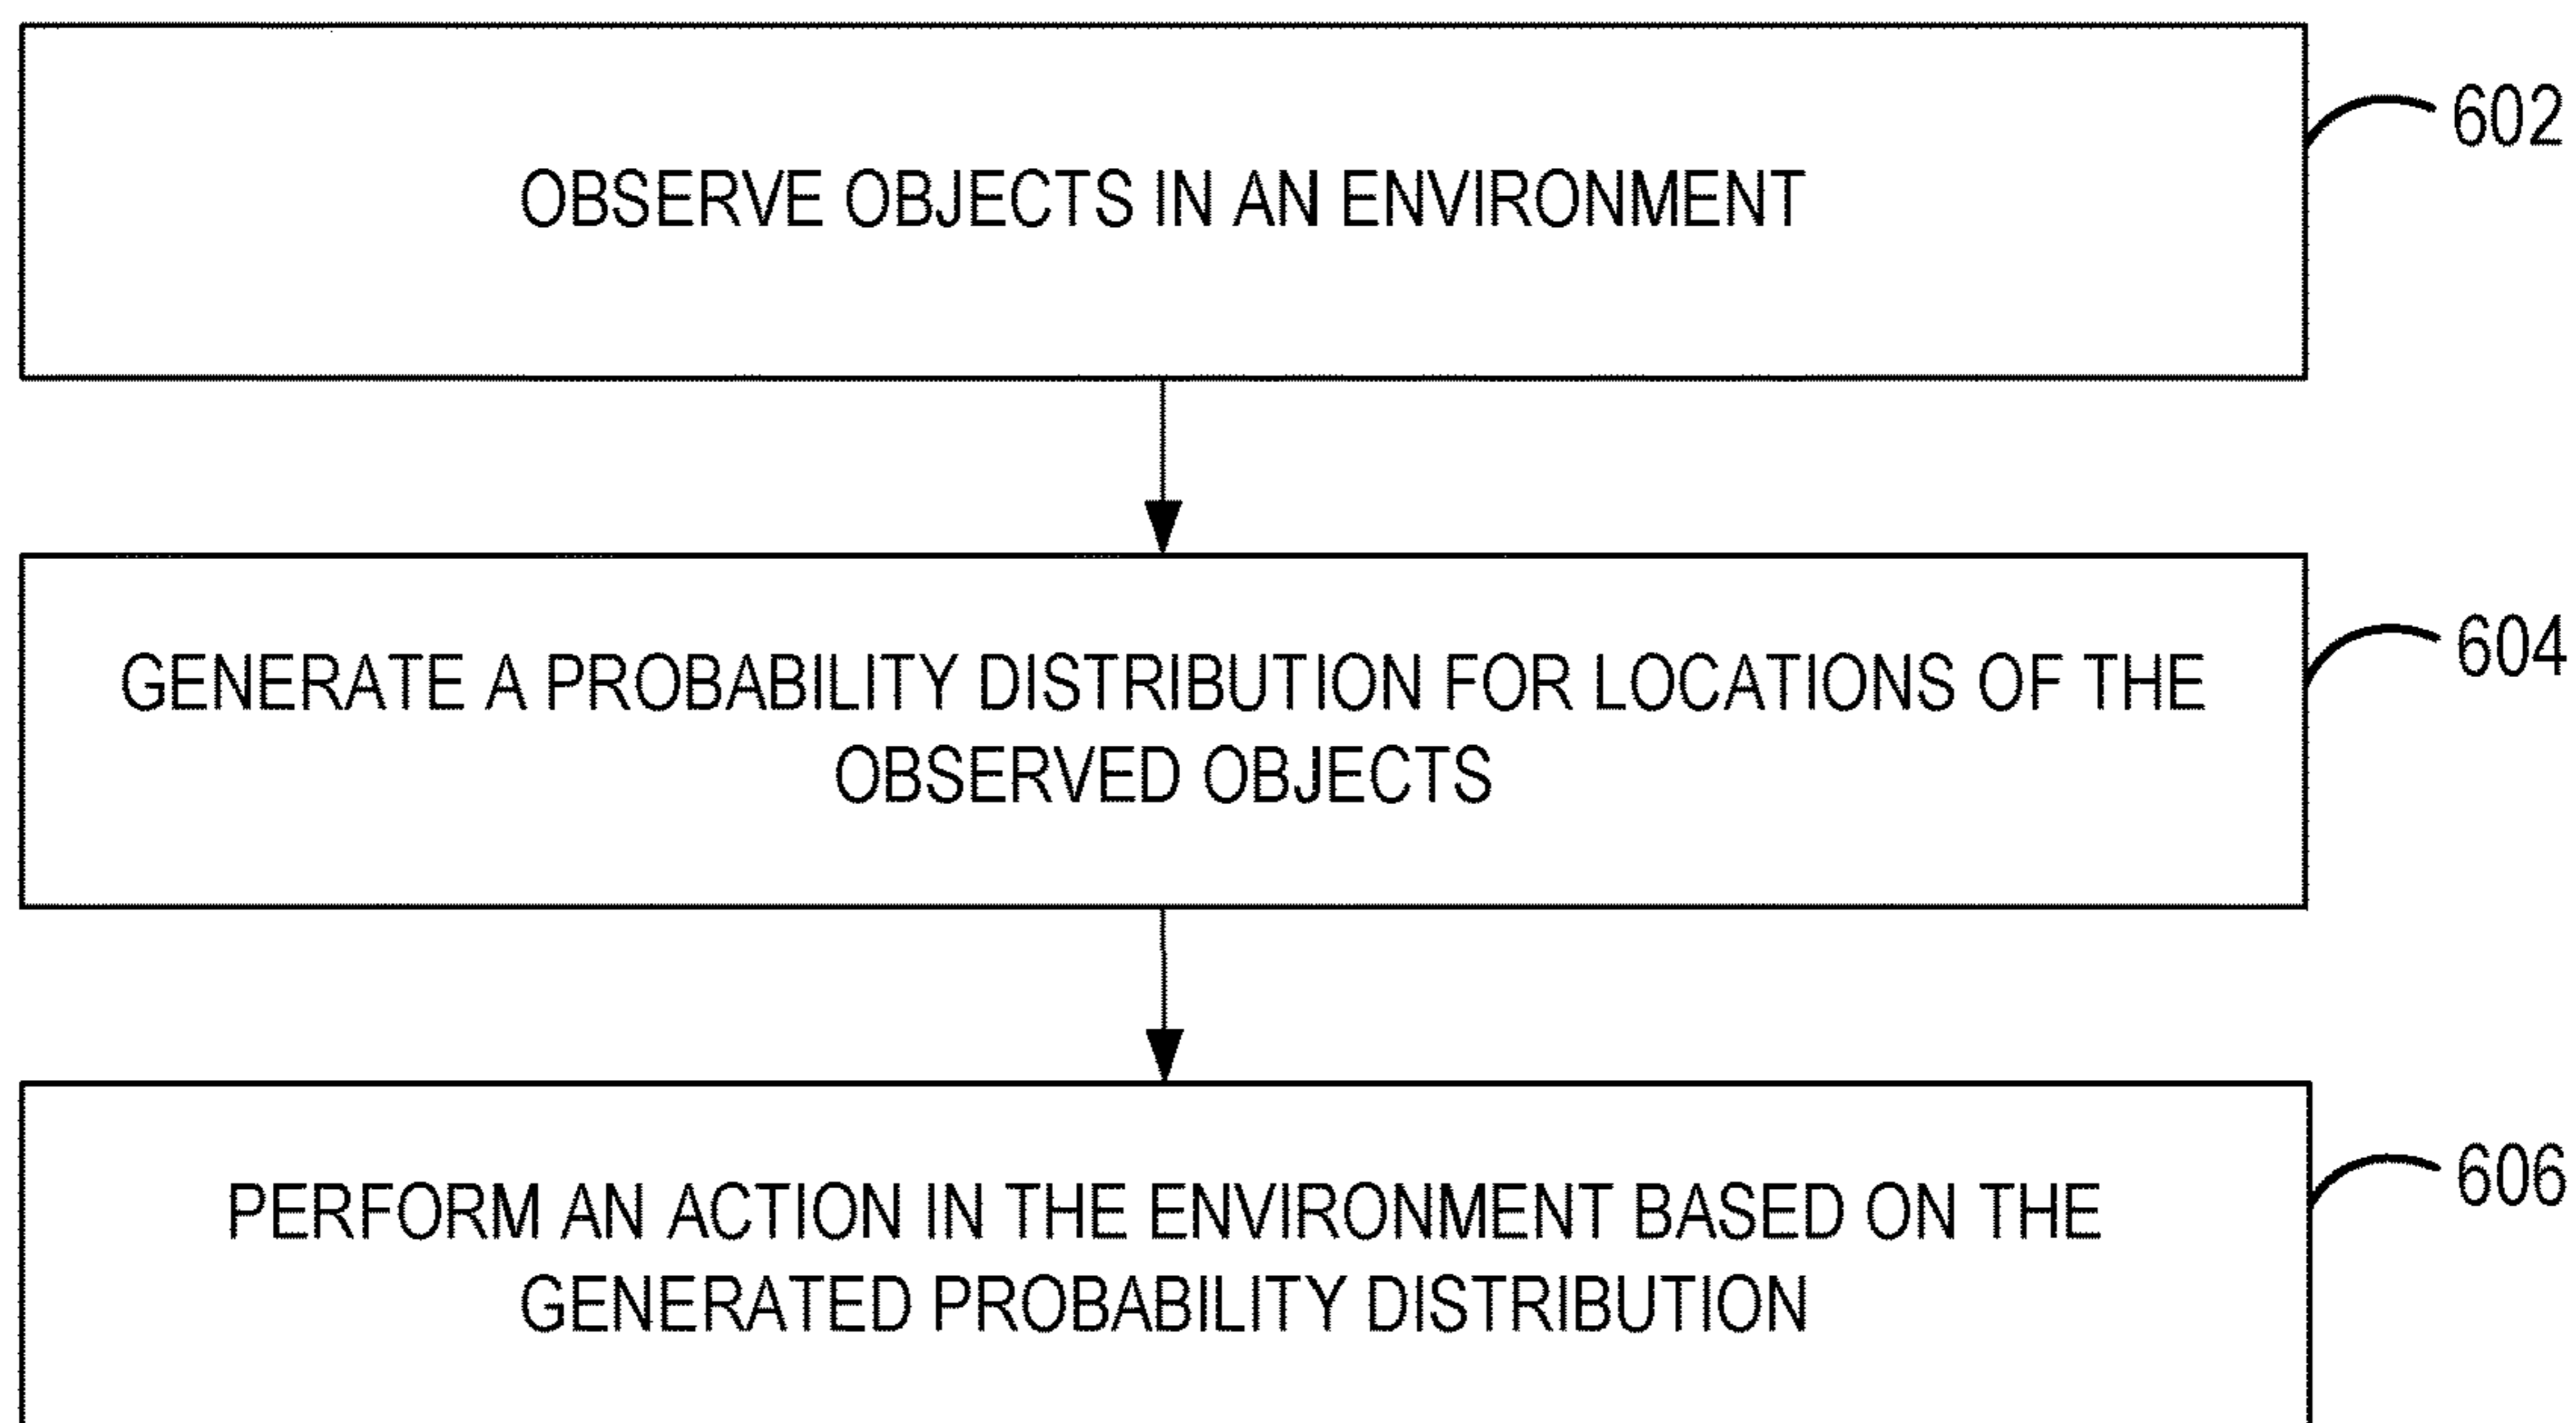 OBSERVE OBJECTS IN AN ENVIRONMENT
602
GENERATE A PROBABILITY DISTRIBUTION FOR LOCATIONS OF THE
OBSERVED OBJECTS
604
PERFORM AN ACTION IN THE ENVIRONMENT BASED ON THE
GENERATED PROBABILITY DISTRIBUTION
606